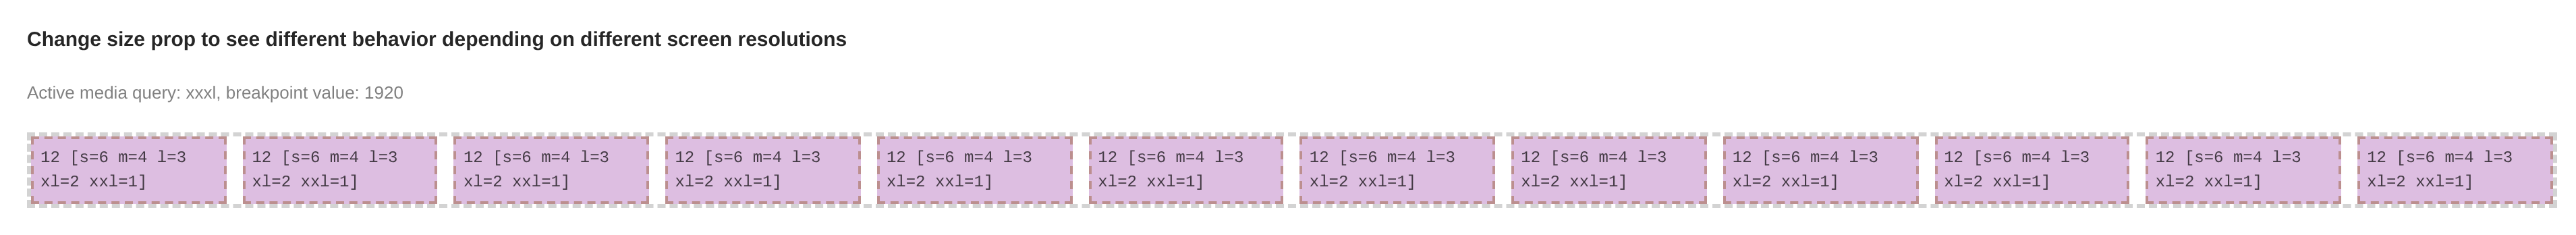 Change size prop to see different behavior depending on different screen resolutions
Active media query: xxxl, breakpoint value: 1920
12 [s=6 m=4 l=3
xl=2 xxl=1]
12 [s=6 m=4 l=3
xl=2 xxl=1]
12 [s=6 m=4 l=3
xl=2 xxl=1]
12 [s=6 m=4 l=3
xl=2 xxl=1]
12 [s=6 m=4 l=3
xl=2 xxl=1]
12 [s=6 m=4 l=3
xl=2 xxl=1]
12 [s=6 m=4 l=3
xl=2 xxl=1]
12 [s=6 m=4 l=3
xl=2 xxl=1]
12 [s=6 m=4 l=3
xl=2 xxl=1]
12 [s=6 m=4 l=3
xl=2 xxl=1]
12 [s=6 m=4 l=3
xl=2 xxl=1]
12 [s=6 m=4 l=3
xl=2 xxl=1]